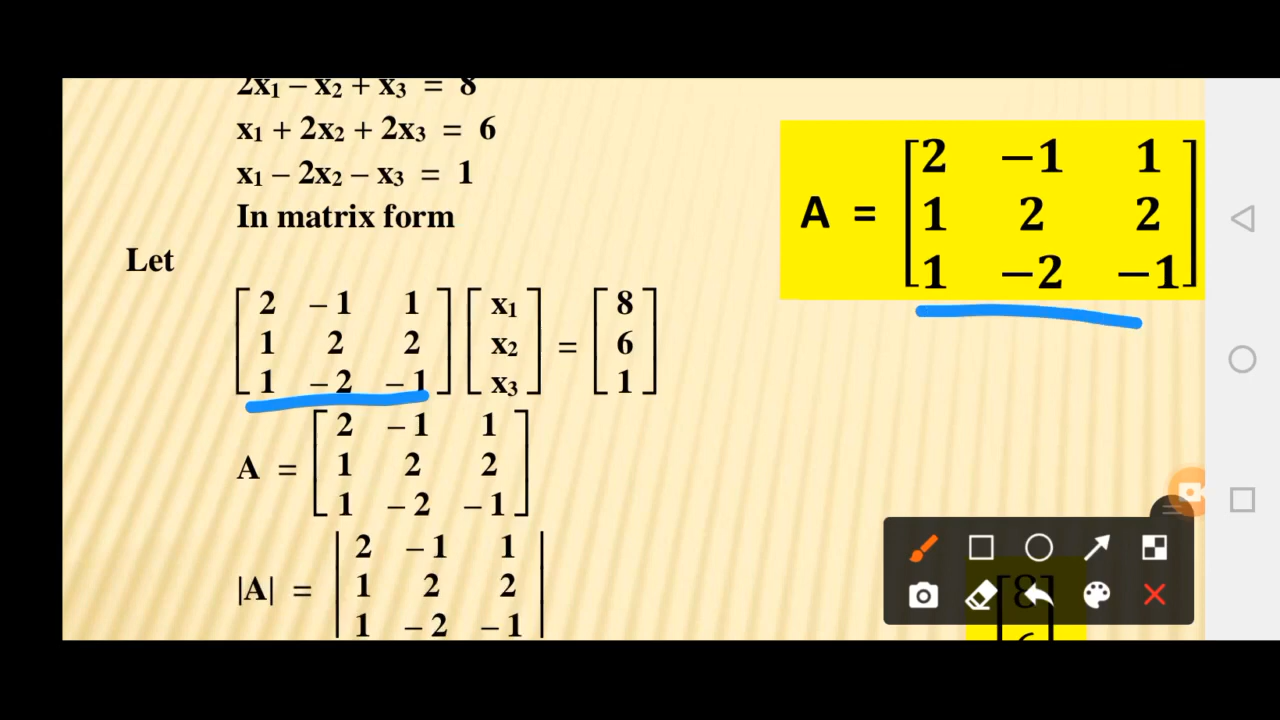 2x₁ – x₂ + x₃ = 8
x₁ + 2x₂ + 2x₃ = 6
x₁ – 2x₂ – x₃ = 1
In matrix form
Let
2 – 1 1 x₁ 8
1 2 2 x₂ = 6
1 – 2 – 1 x₃ 1
2 – 1 1
A = 1 2 2
1 – 2 – 1
2 – 1 1
|A| = 1 2 2
1 – 2 – 1
2 −1 1
A = 1 2 2
1 −2 −1
8